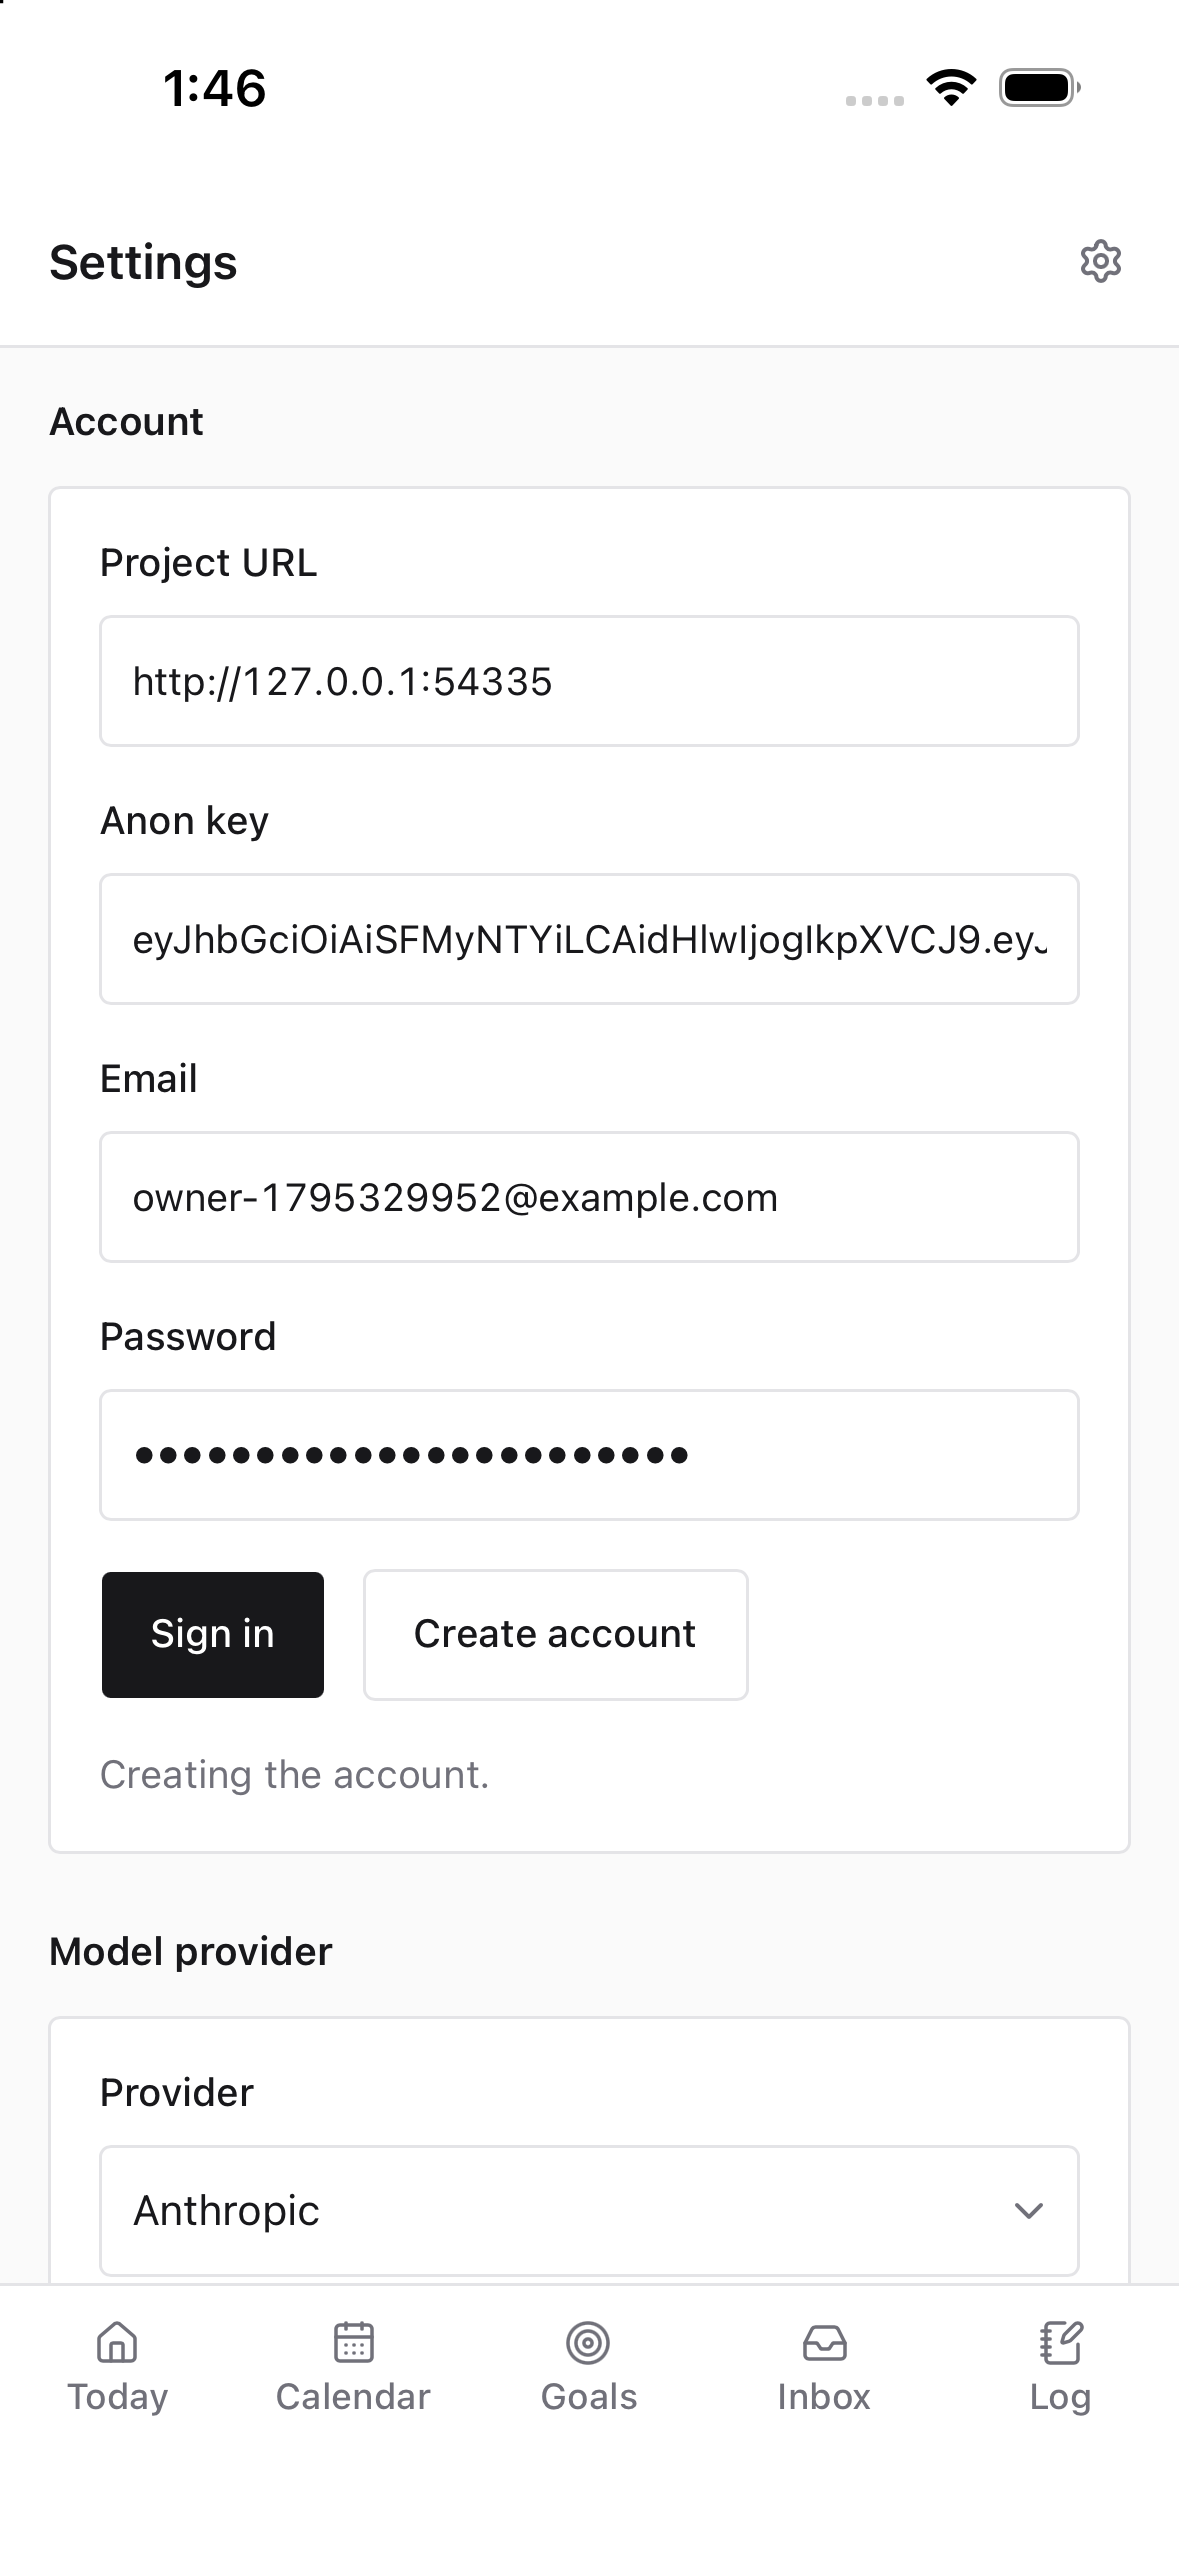 1:46
Settings
Account
Project URL
http://127.0.0.1:54335
Anon key
eyJhbGciOiAiSFMyNTYiLCAidHlwIjogIkpXVCJ9.eyJ
Email
owner-1795329952@example.com
Password
•••••••••••••••••••••••
Sign in
Create account
Creating the account.
Model provider
Provider
Anthropic
Today
Calendar
Goals
Inbox
Log